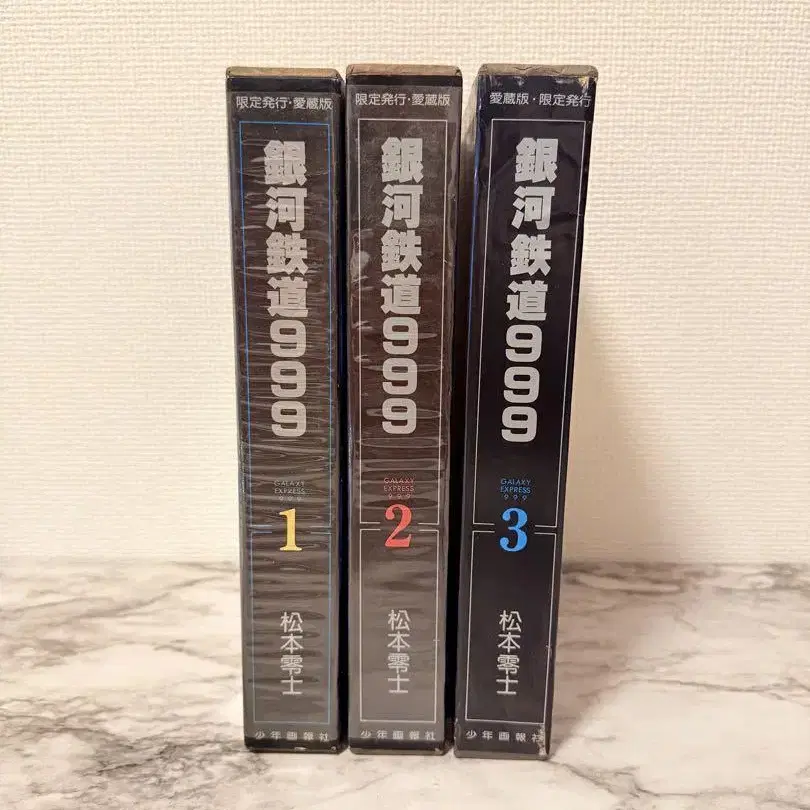 限定発行・愛蔵版
銀河鉄道999
GALAXY
EXPRESS
999
1
松本零士
少年画報社
限定発行・愛蔵版
銀河鉄道999
GALAXY
EXPRESS
999
2
松本零士
少年画報社
愛蔵版・限定発行
銀河鉄道999
GALAXY
EXPRESS
999
3
松本零士
少年画報社